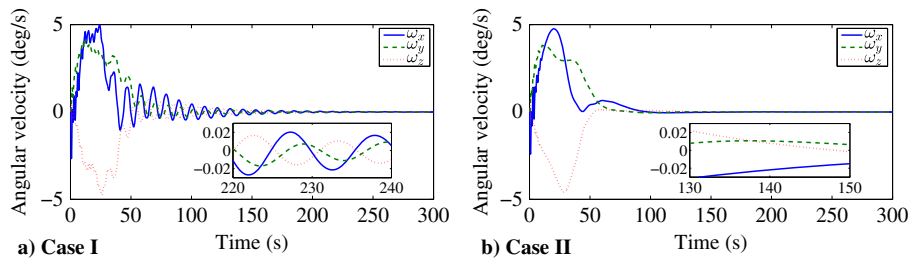 5
0
−5
Angular velocity (deg/s)
ω_x
ω_y
ω_z
0.02
0
−0.02
220 230 240
0 50 100 150 200 250 300
Time (s)
a) Case I
5
0
−5
Angular velocity (deg/s)
ω_x
ω_y
ω_z
0.02
0
−0.02
130 140 150
0 50 100 150 200 250 300
Time (s)
b) Case II